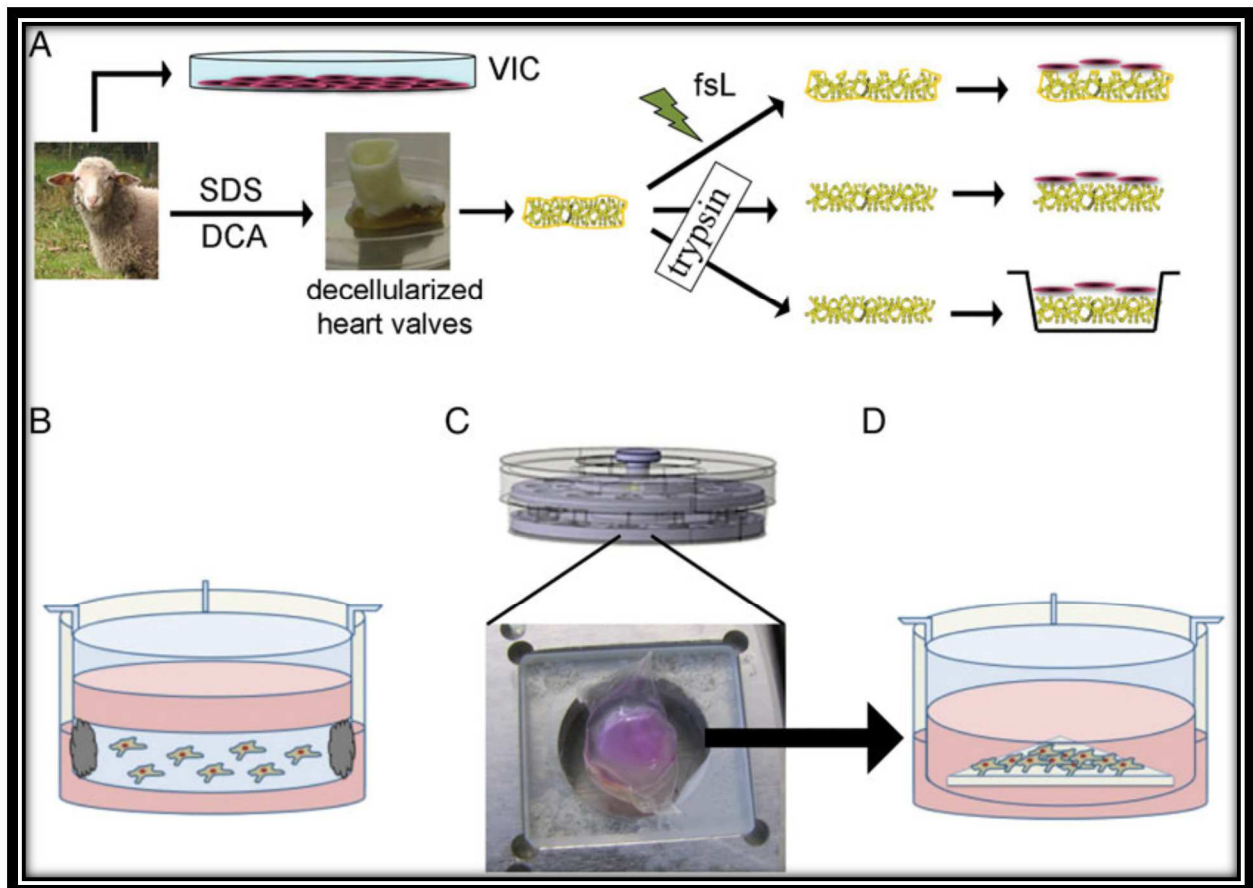 A
VIC
fsL
SDS
DCA
trypsin
decellularized
heart valves
B
C
D